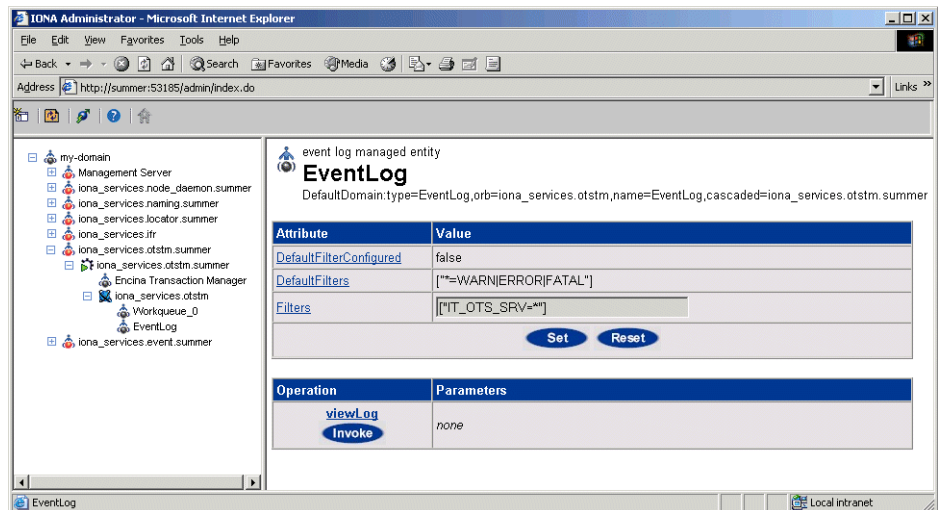 IONA Administrator - Microsoft Internet Explorer
File Edit View Favorites Tools Help
Back Search Favorites Media
Address http://summer:53185/admin/index.do Links »
my-domain
Management Server
iona_services.node_daemon.summer
iona_services.naming.summer
iona_services.locator.summer
iona_services.ifr
iona_services.otstm.summer
iona_services.otstm.summer
Encina Transaction Manager
iona_services.otstm
Workqueue_0
EventLog
iona_services.event.summer
event log managed entity
EventLog
DefaultDomain:type=EventLog,orb=iona_services.otstm,name=EventLog,cascaded=iona_services.otstm.summer
Attribute Value
DefaultFilterConfigured false
DefaultFilters ["*=WARN|ERROR|FATAL"]
Filters ["IT_OTS_SRV=*"]
Set Reset
Operation Parameters
viewLog
Invoke none
EventLog Local intranet